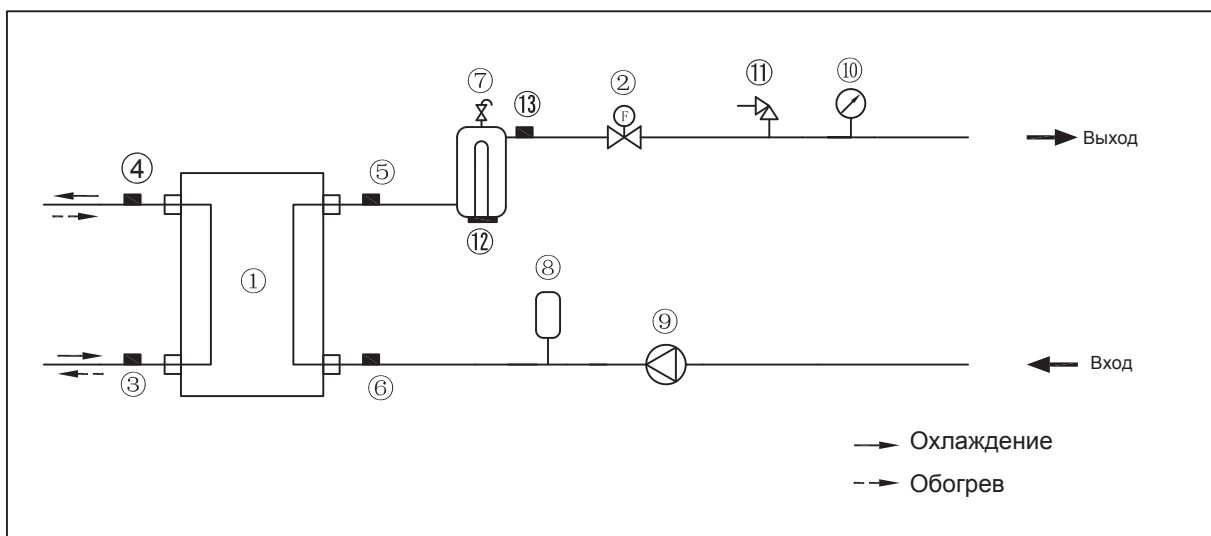 ⑦
⑬
②
⑪
⑩
F
Выход
④
⑤
⑫
①
⑧
⑨
③
⑥
Вход
Охлаждение
Обогрев